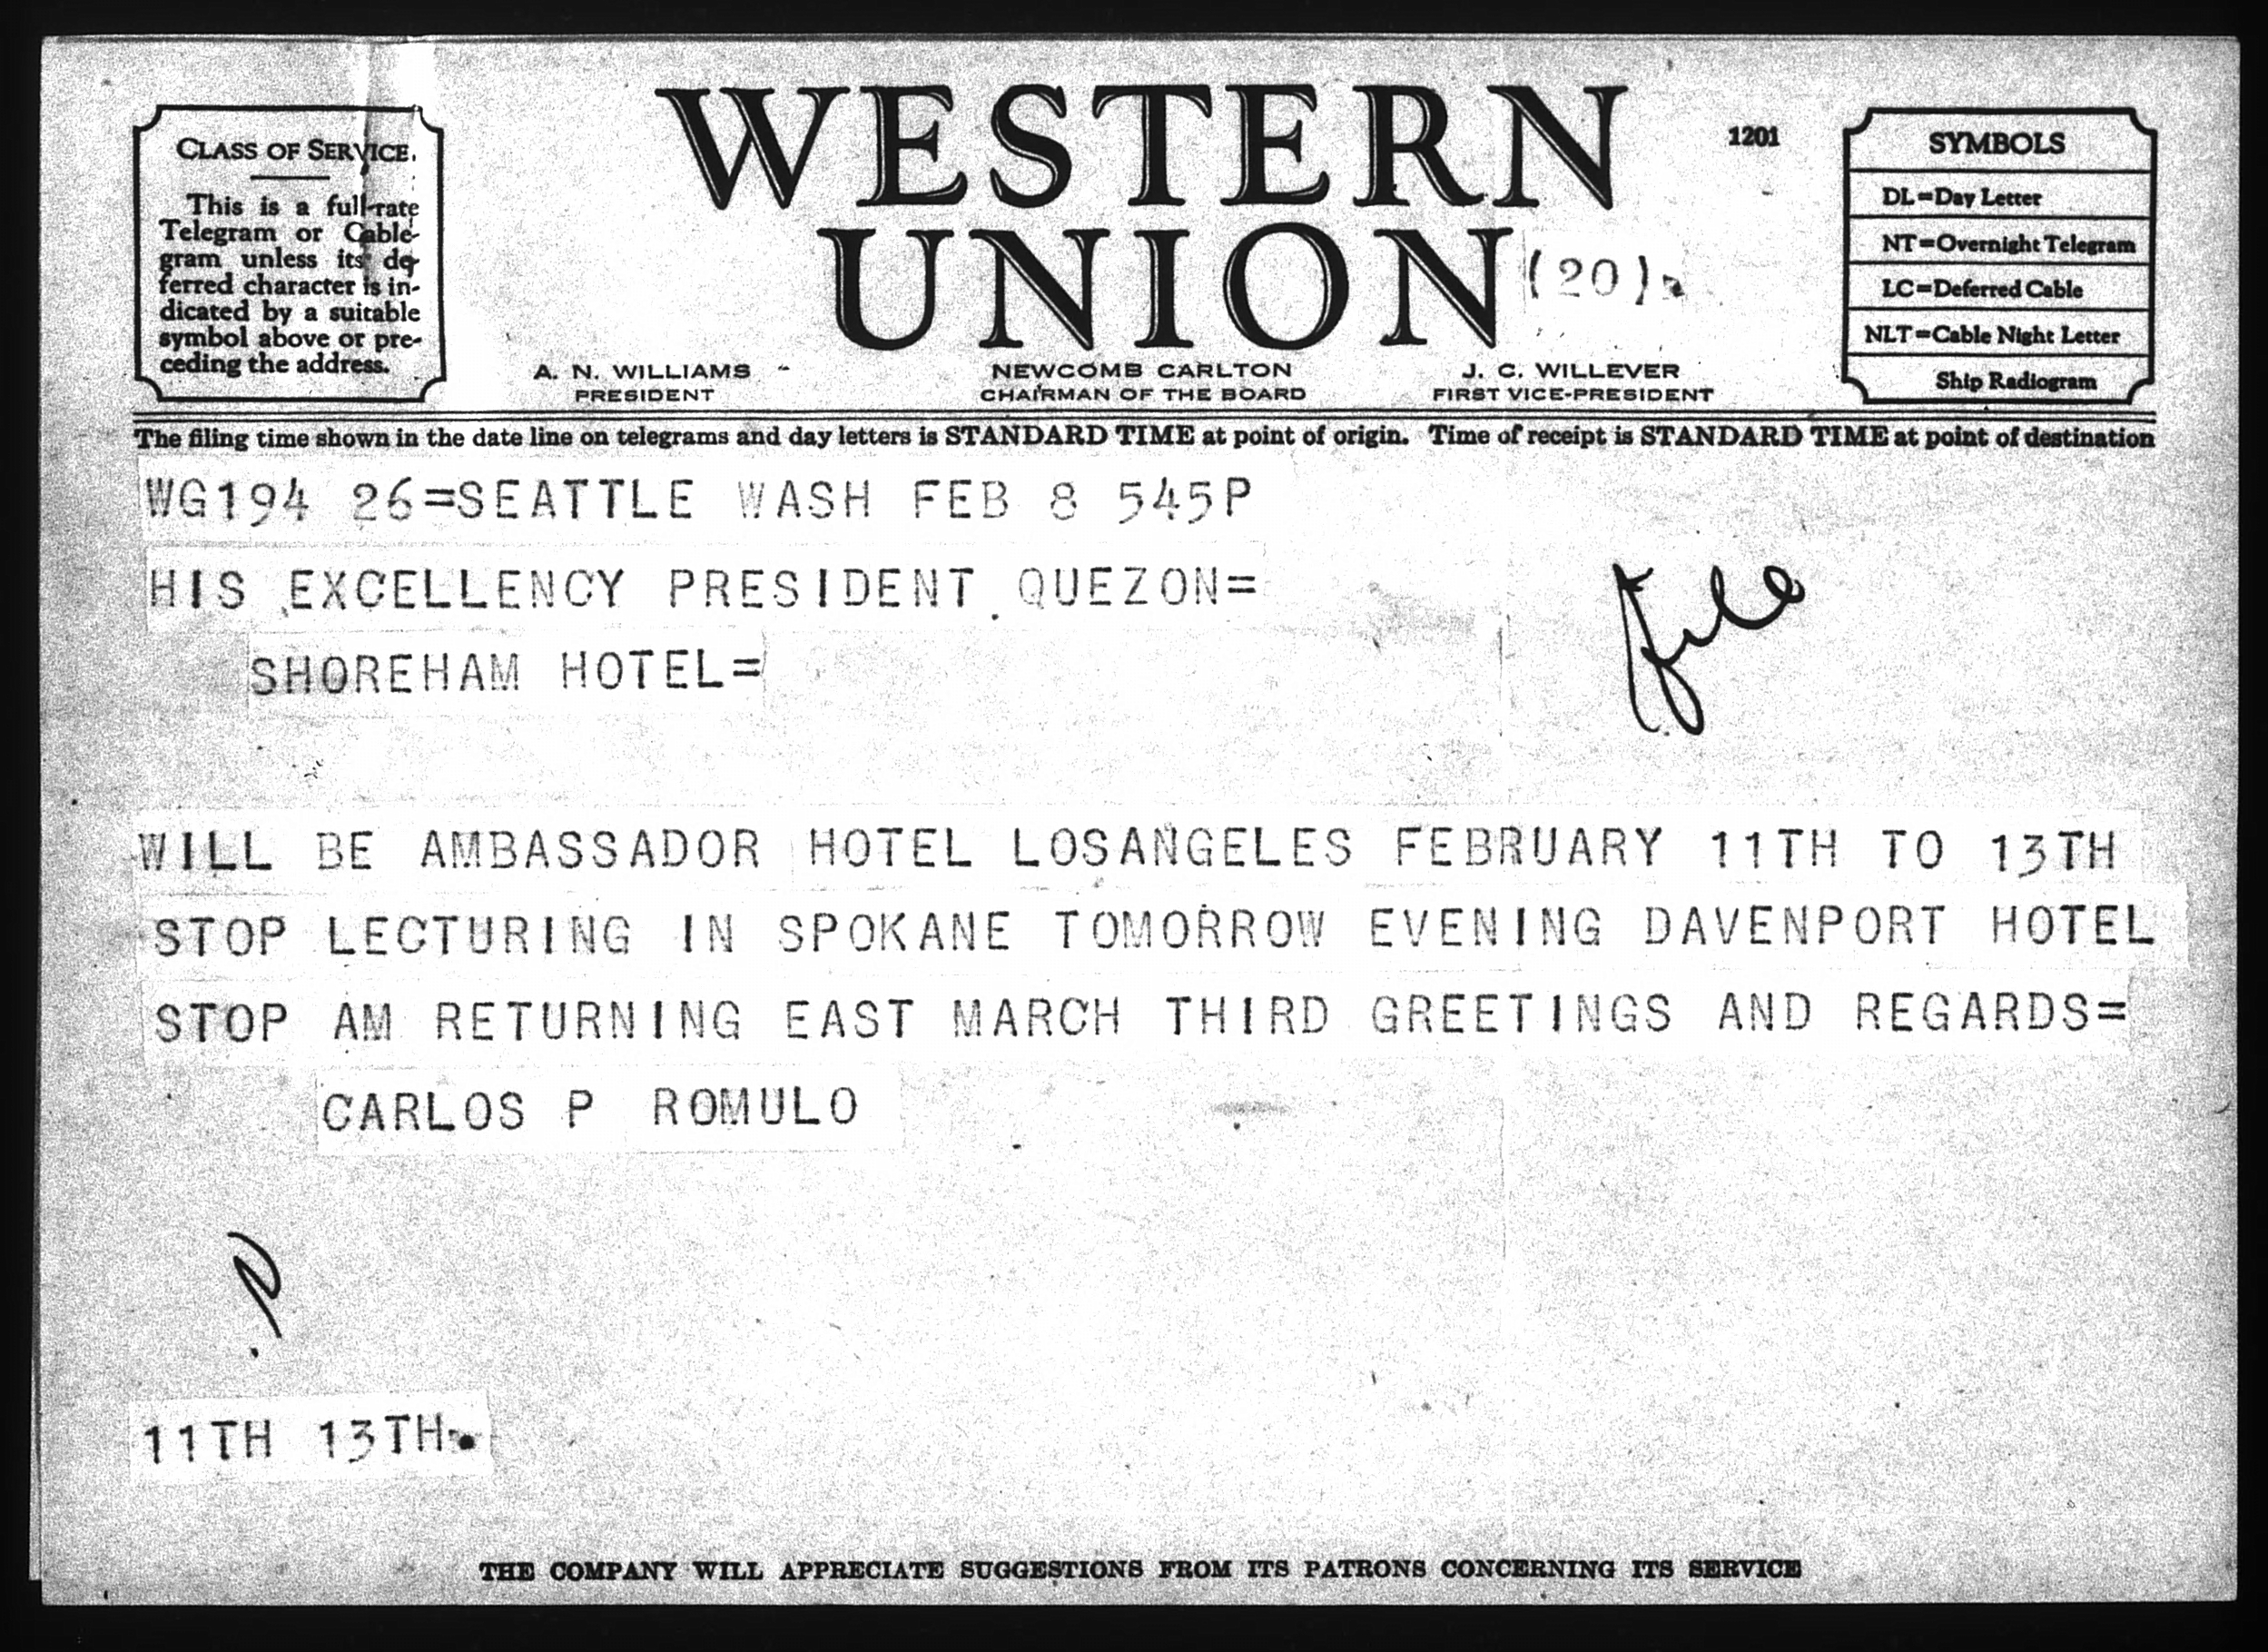 CLASS OF SERVICE.
This is a full-rate
Telegram or Cable-
gram unless its de-
ferred character is in-
dicated by a suitable
symbol above or pre-
ceding the address.
WESTERN
UNION
1201
(20)
A. N. WILLIAMS
PRESIDENT
NEWCOMB CARLTON
CHAIRMAN OF THE BOARD
J. C. WILLEVER
FIRST VICE-PRESIDENT
SYMBOLS
DL=Day Letter
NT=Overnight Telegram
LC=Deferred Cable
NLT=Cable Night Letter
Ship Radiogram
The filing time shown in the date line on telegrams and day letters is STANDARD TIME at point of origin. Time of receipt is STANDARD TIME at point of destination
WG194 26=SEATTLE WASH FEB 8 545P
HIS EXCELLENCY PRESIDENT QUEZON=
SHOREHAM HOTEL=
file
WILL BE AMBASSADOR HOTEL LOSANGELES FEBRUARY 11TH TO 13TH
STOP LECTURING IN SPOKANE TOMORROW EVENING DAVENPORT HOTEL
STOP AM RETURNING EAST MARCH THIRD GREETINGS AND REGARDS=
CARLOS P ROMULO
11TH 13TH.
THE COMPANY WILL APPRECIATE SUGGESTIONS FROM ITS PATRONS CONCERNING ITS SERVICE